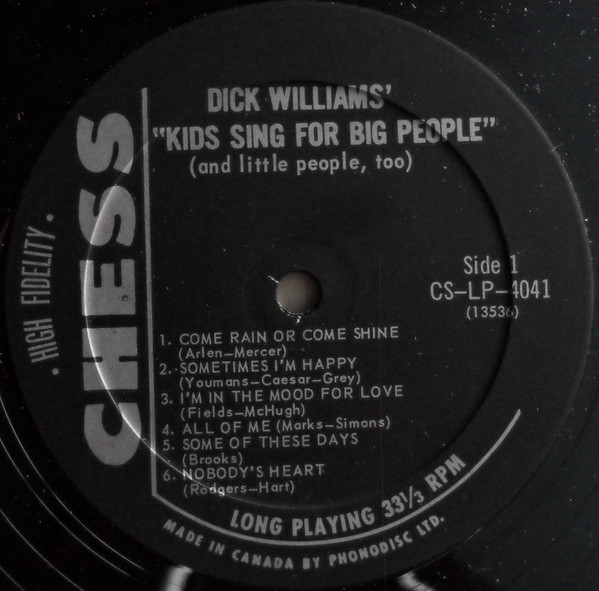 DICK WILLIAMS'
"KIDS SING FOR BIG PEOPLE"
(and little people, too)
· HIGH FIDELITY ·
CHESS
Side 1
CS-LP-4041
(13536)
1. COME RAIN OR COME SHINE
(Arlen-Mercer)
2. SOMETIMES I'M HAPPY
(Youmans-Caesar-Grey)
3. I'M IN THE MOOD FOR LOVE
(Fields-McHugh)
4. ALL OF ME (Marks-Simons)
5. SOME OF THESE DAYS
(Brooks)
6. NOBODY'S HEART
(Rodgers-Hart)
LONG PLAYING 33⅓ RPM
MADE IN CANADA BY PHONODISC LTD.